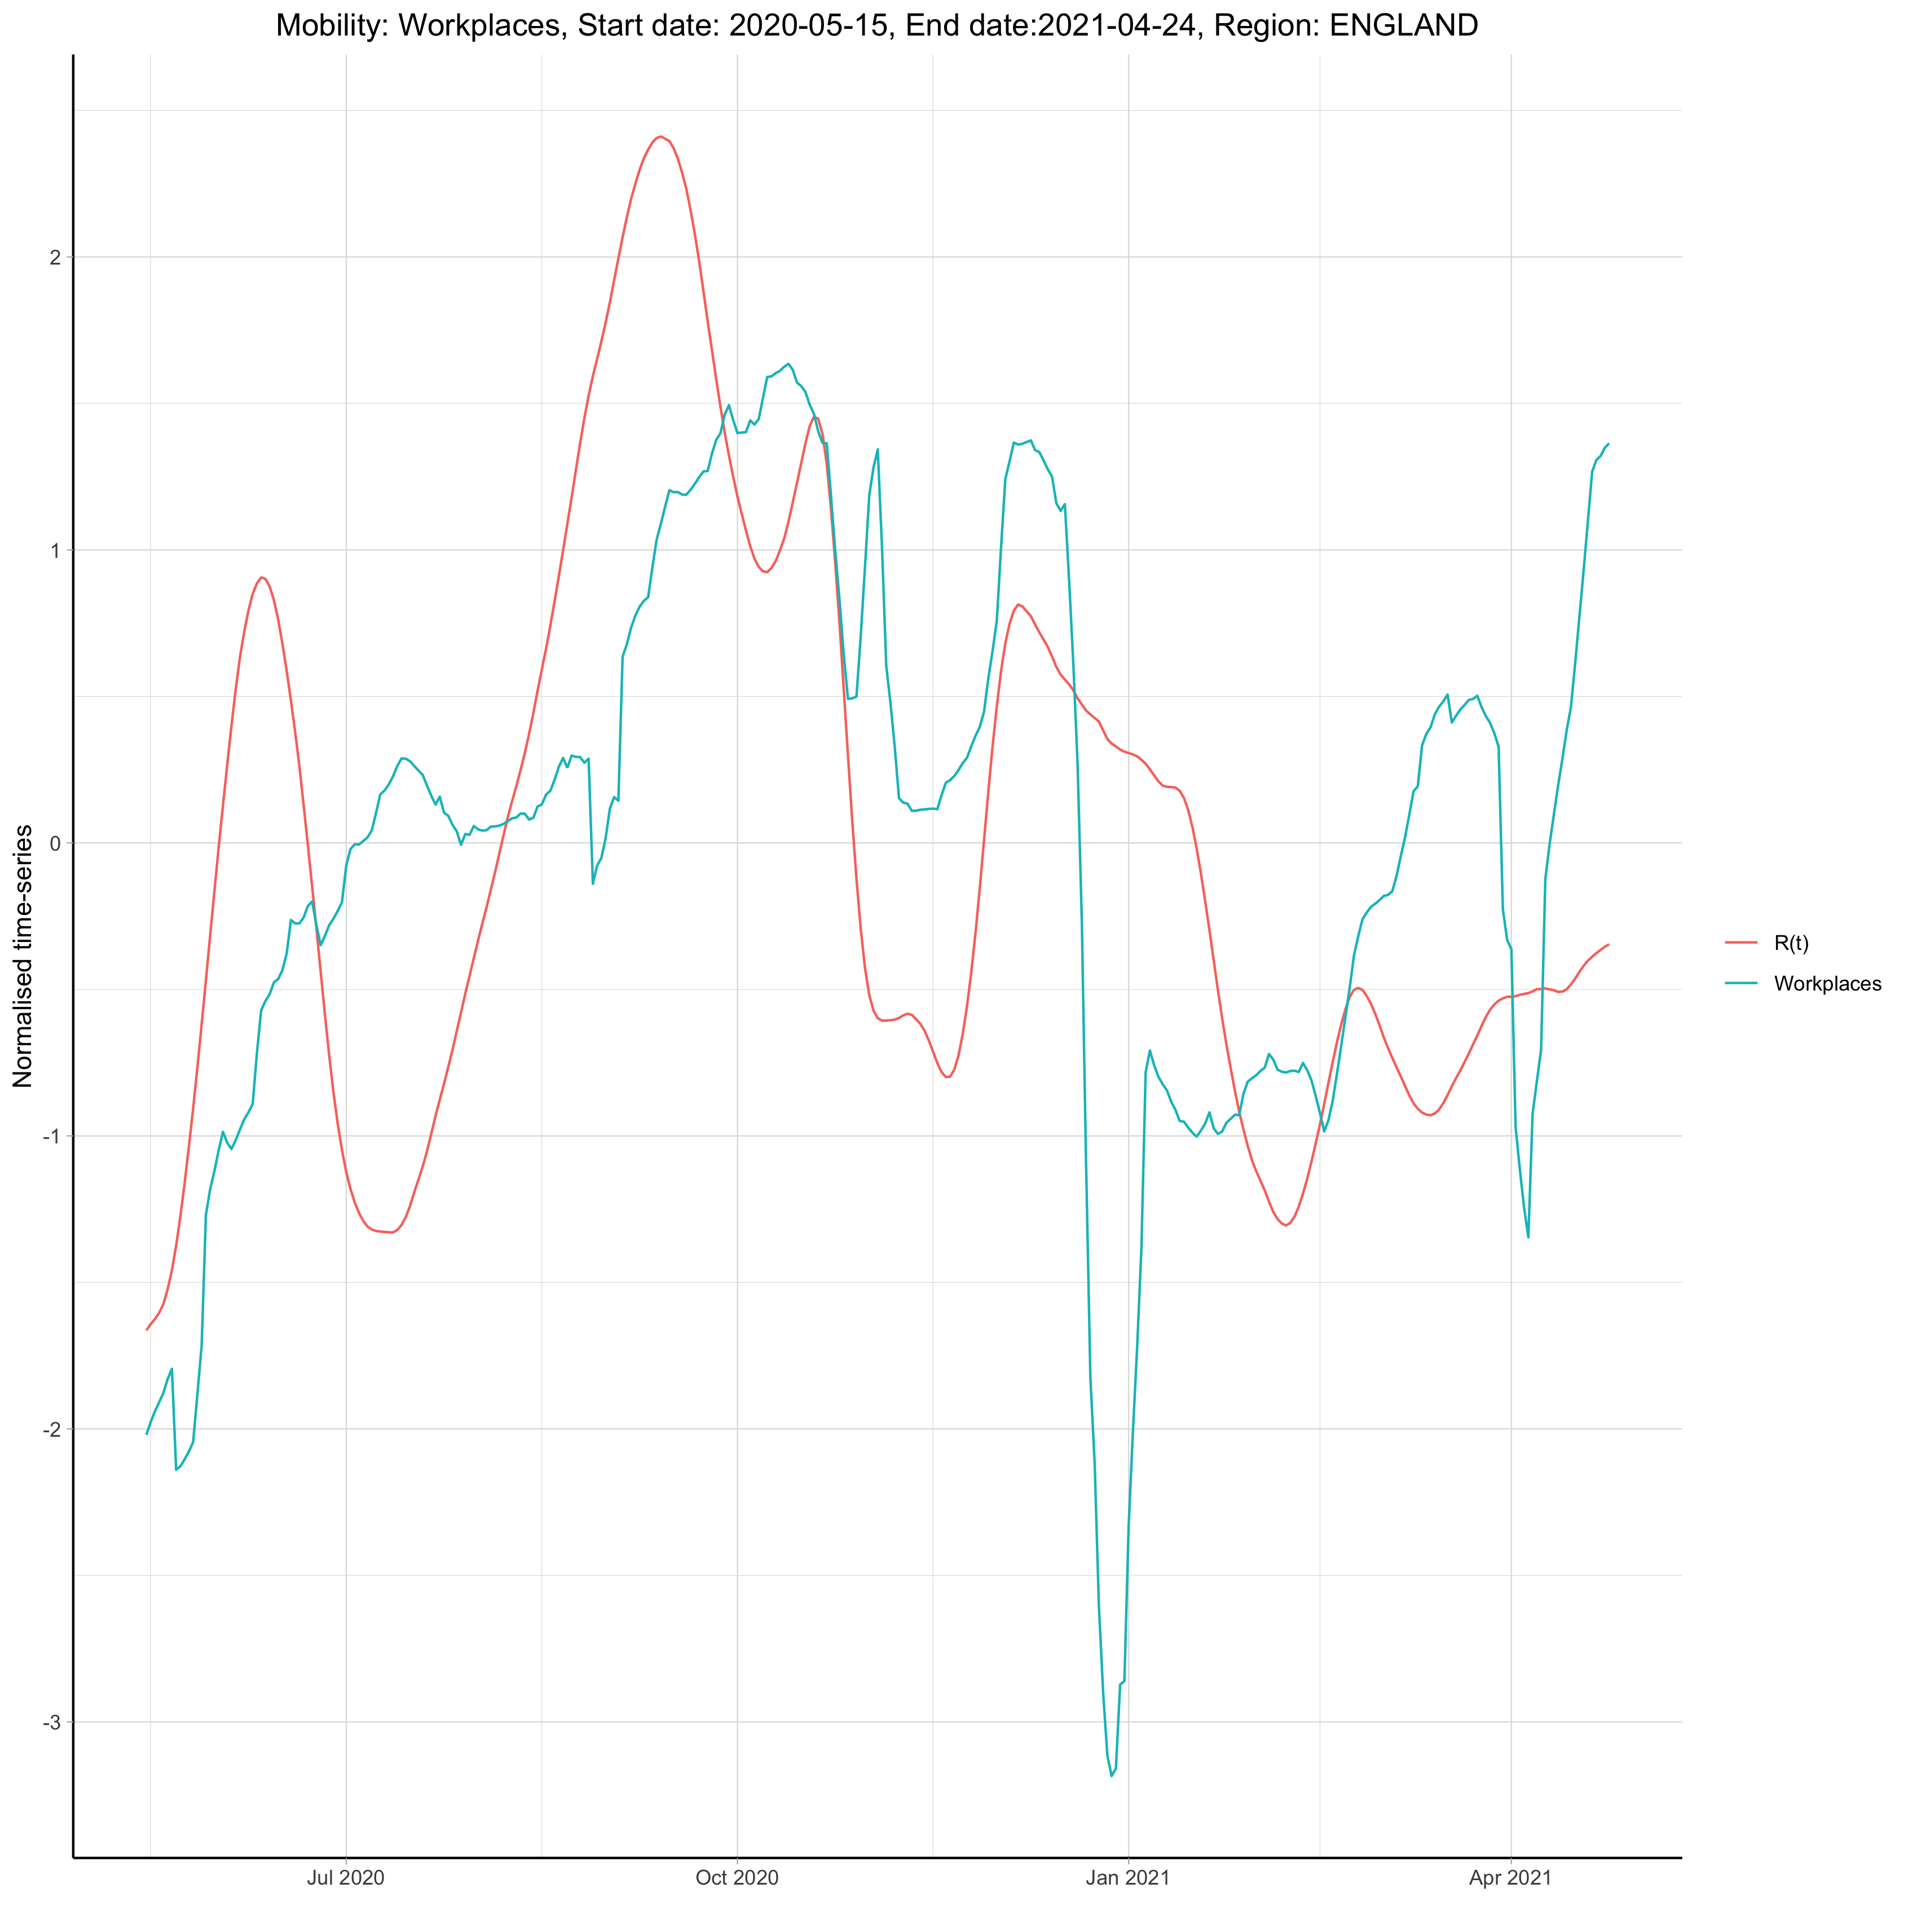 Mobility: Workplaces, Start date: 2020-05-15, End date:2021-04-24, Region: ENGLAND
Normalised time-series
2
1
0
-1
-2
-3
Jul 2020
Oct 2020
Jan 2021
Apr 2021
R(t)
Workplaces